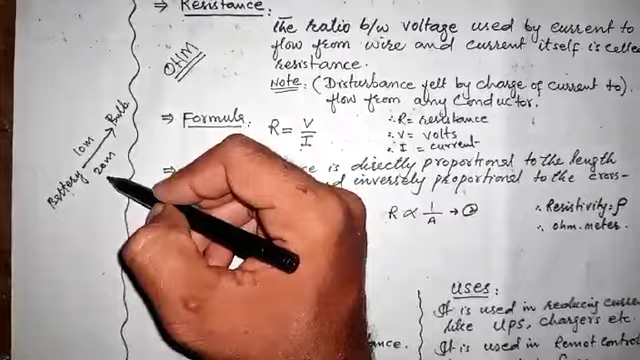 ⇒ Resistance:
The ratio b/w voltage used by current to
flow from wire and current itself is called
resistance.
OHM
Note: (Disturbance felt by charge of current to)
flow from any conductor.
⇒ Formula:
R = V/I
∴ R = resistance
∴ V = volts
∴ I = current
Battery 10m → Bulb
20m
is directly proportional to the length
inversely proportional to the cross-
R ∝ 1/A → ②
∴ Resistivity = ρ
∴ ohm-meter.
uses:
It is used in reducing
like UPS, chargers etc.
It is used in Remot